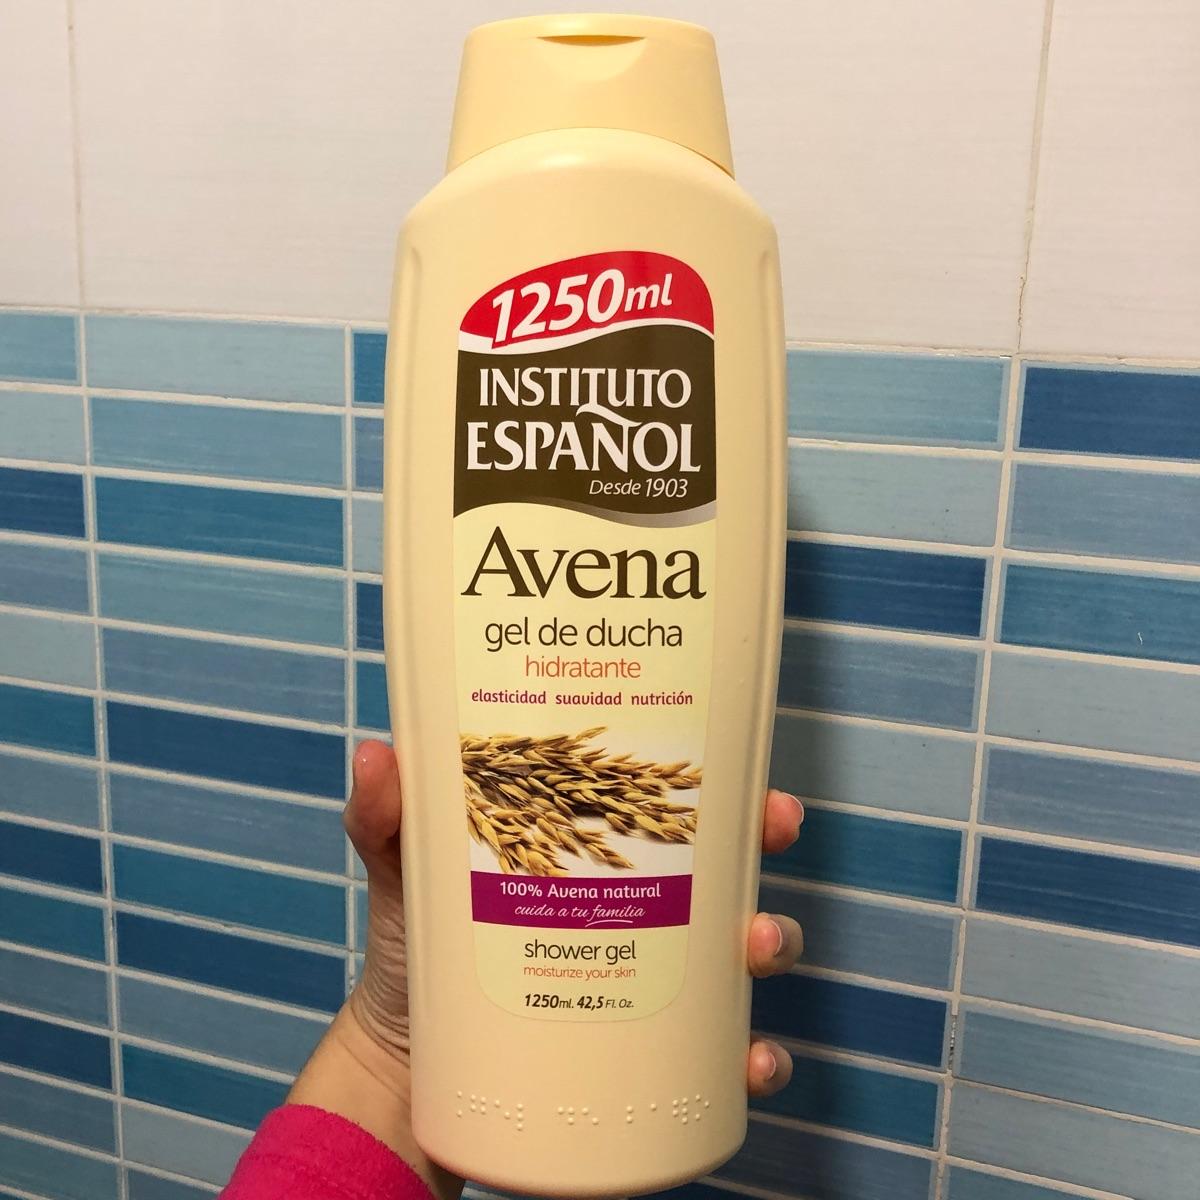 1250ml
INSTITUTO
ESPAÑOL
Desde 1903
Avena
gel de ducha
hidratante
elasticidad suavidad nutrición
100% Avena natural
cuida a tu familia
shower gel
moisturize your skin
1250ml. 42,5 Fl. Oz.